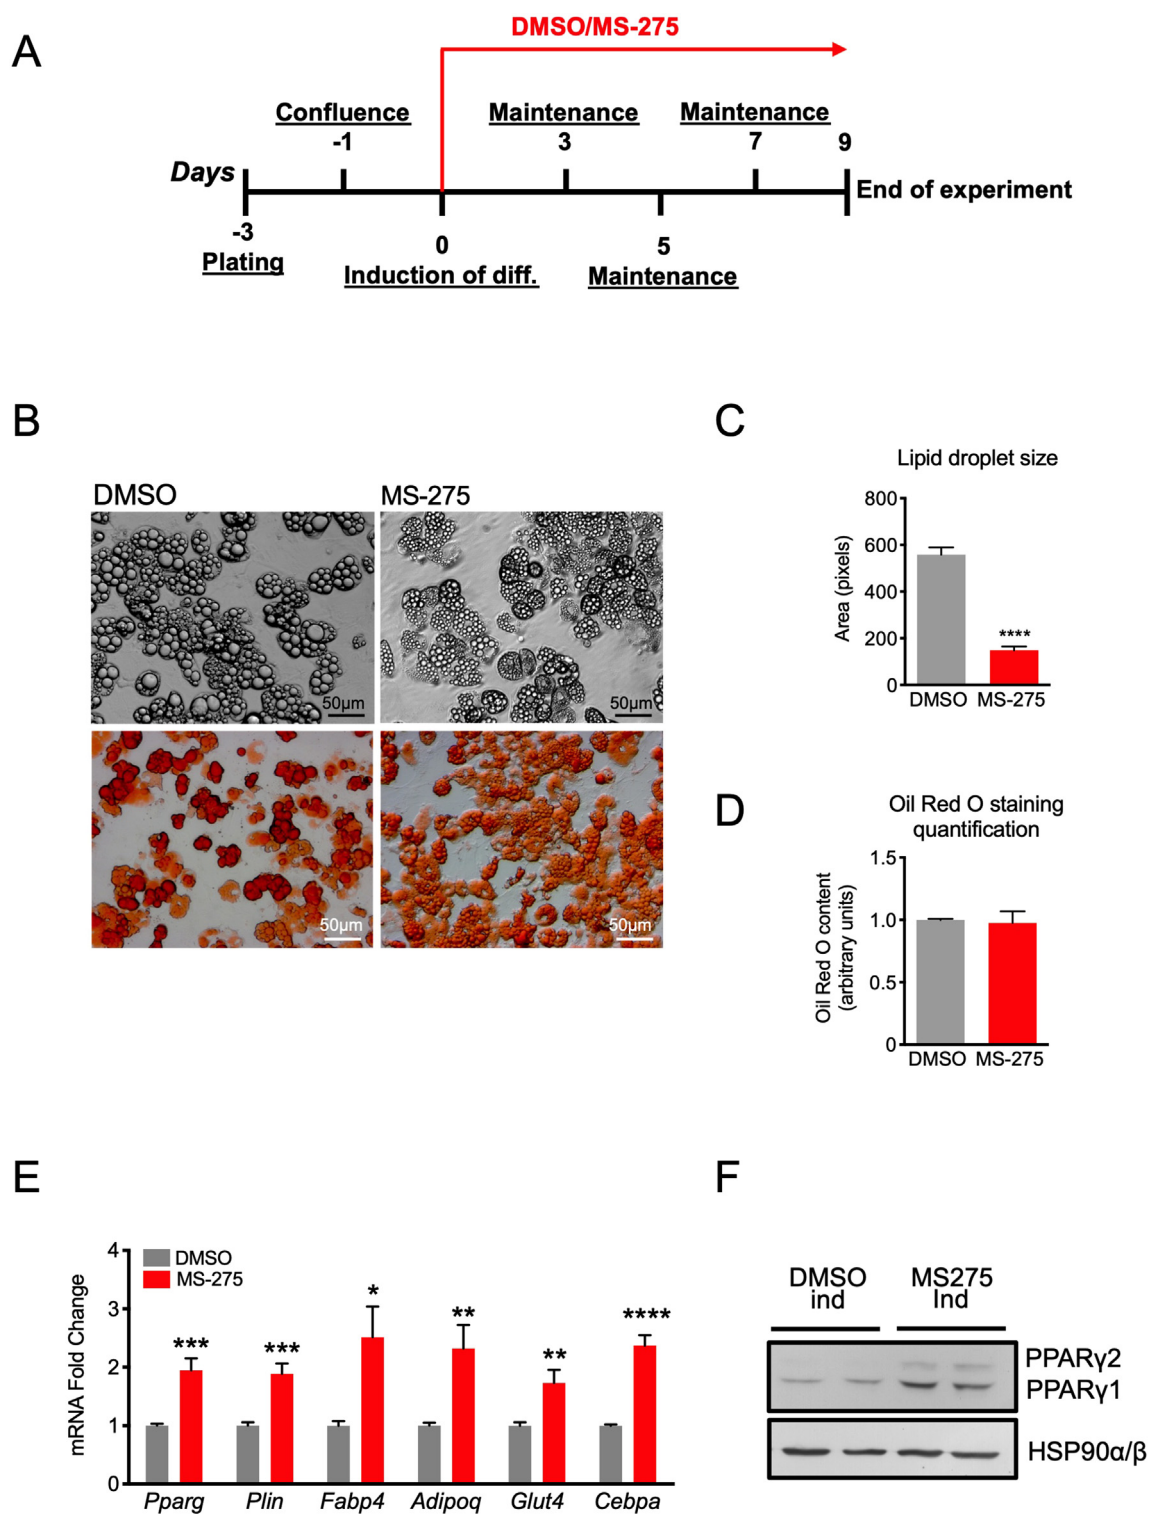 A
DMSO/MS-275
Confluence
Maintenance
Maintenance
-1
3
7
9
Days
End of experiment
-3
0
5
Plating
Induction of diff.
Maintenance
B
DMSO
MS-275
50µm
50µm
50µm
50µm
C
Lipid droplet size
Area (pixels)
800
600
400
200
0
****
DMSO
MS-275
D
Oil Red O staining
quantification
Oil Red O content
(arbitrary units)
1.5
1.0
0.5
0
DMSO
MS-275
E
mRNA Fold Change
4
3
2
1
0
DMSO
MS-275
***
***
*
**
**
****
Pparg
Plin
Fabp4
Adipoq
Glut4
Cebpa
F
DMSO
ind
MS275
Ind
PPARγ2
PPARγ1
HSP90α/β